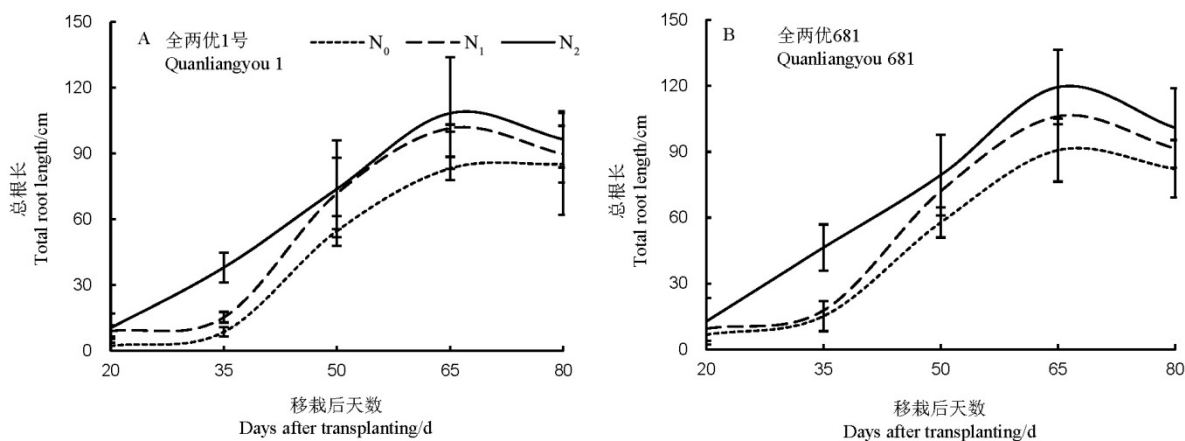 A 全两优1号
Quanliangyou 1
N₀ N₁ N₂
150
120
90
60
30
0
总根长
Total root length/cm
20 35 50 65 80
移栽后天数
Days after transplanting/d
B 全两优681
Quanliangyou 681
150
120
90
60
30
0
总根长
Total root length/cm
20 35 50 65 80
移栽后天数
Days after transplanting/d